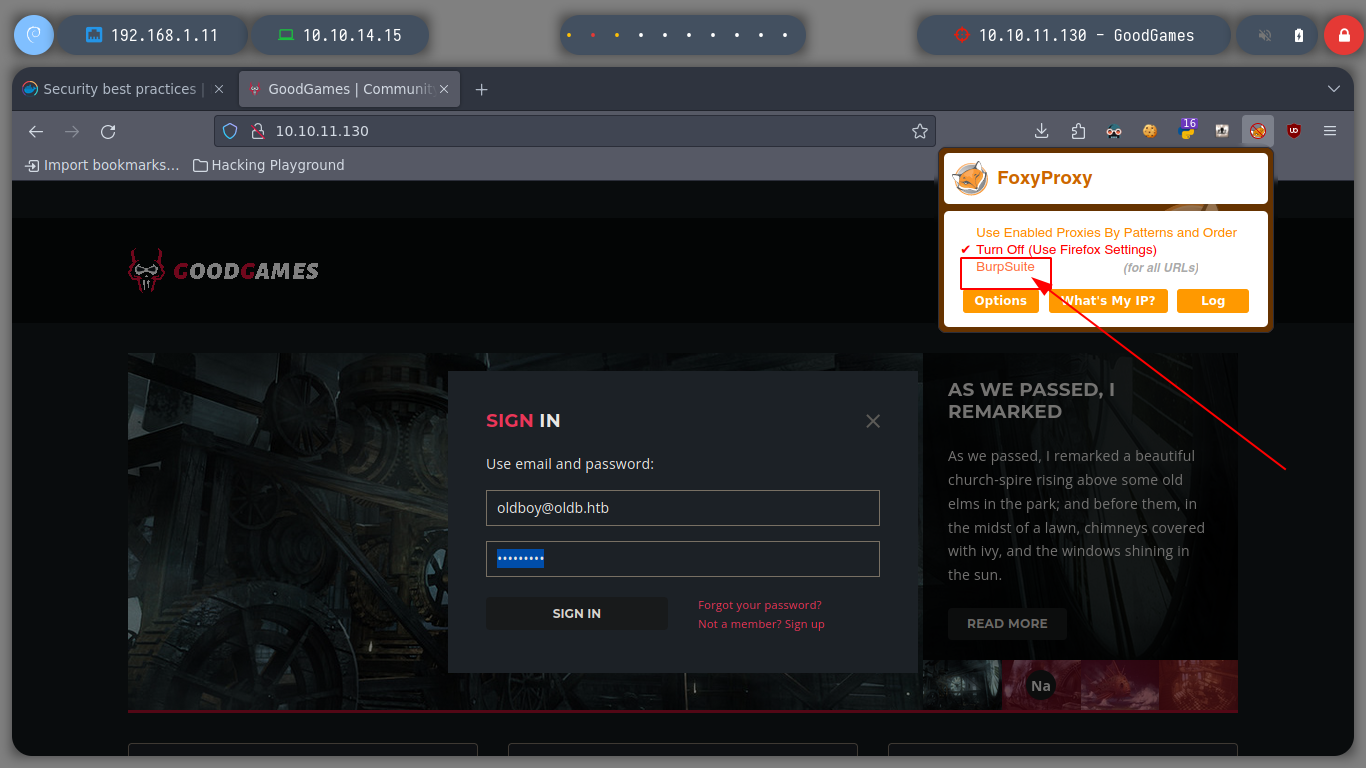 192.168.1.11
10.10.14.15
10.10.11.130 - GoodGames
Security best practices |
GoodGames | Communit
10.10.11.130
16
Import bookmarks...
Hacking Playground
FoxyProxy
Use Enabled Proxies By Patterns and Order
✔ Turn Off (Use Firefox Settings)
BurpSuite
(for all URLs)
Options
What's My IP?
Log
GOODGAMES
SIGN IN
Use email and password:
oldboy@oldb.htb
•••••••••
SIGN IN
Forgot your password?
Not a member? Sign up
AS WE PASSED, I
REMARKED
As we passed, I remarked a beautiful
church-spire rising above some old
elms in the park; and before them, in
the midst of a lawn, chimneys covered
with ivy, and the windows shining in
the sun.
READ MORE
Na